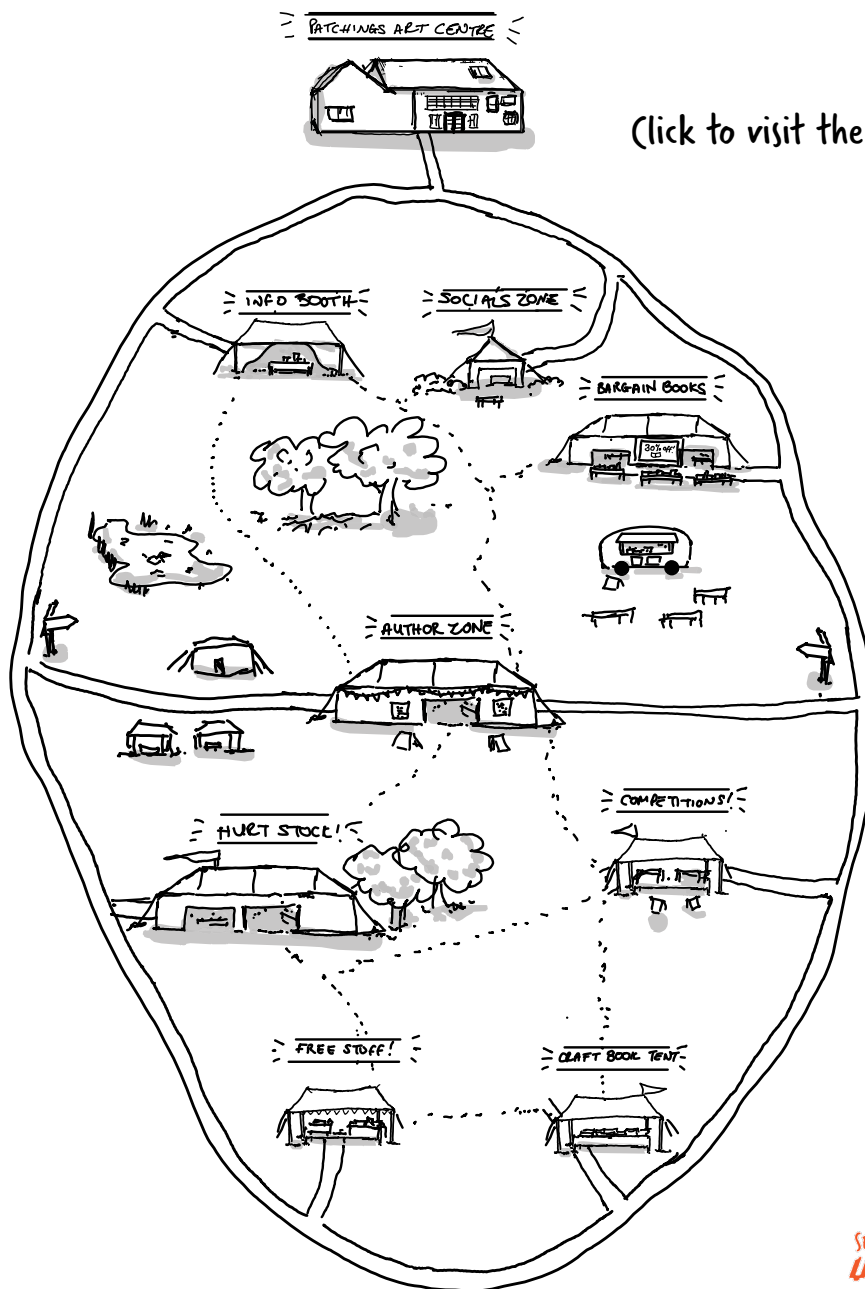 PATCHINGS ART CENTRE
Click to visit the
INFO BOOTH
SOCIALS ZONE
BARGAIN BOOKS
30% off!
AUTHOR ZONE
COMPETITIONS!
HURT STOCK!
FREE STUFF!
CRAFT BOOK TENT